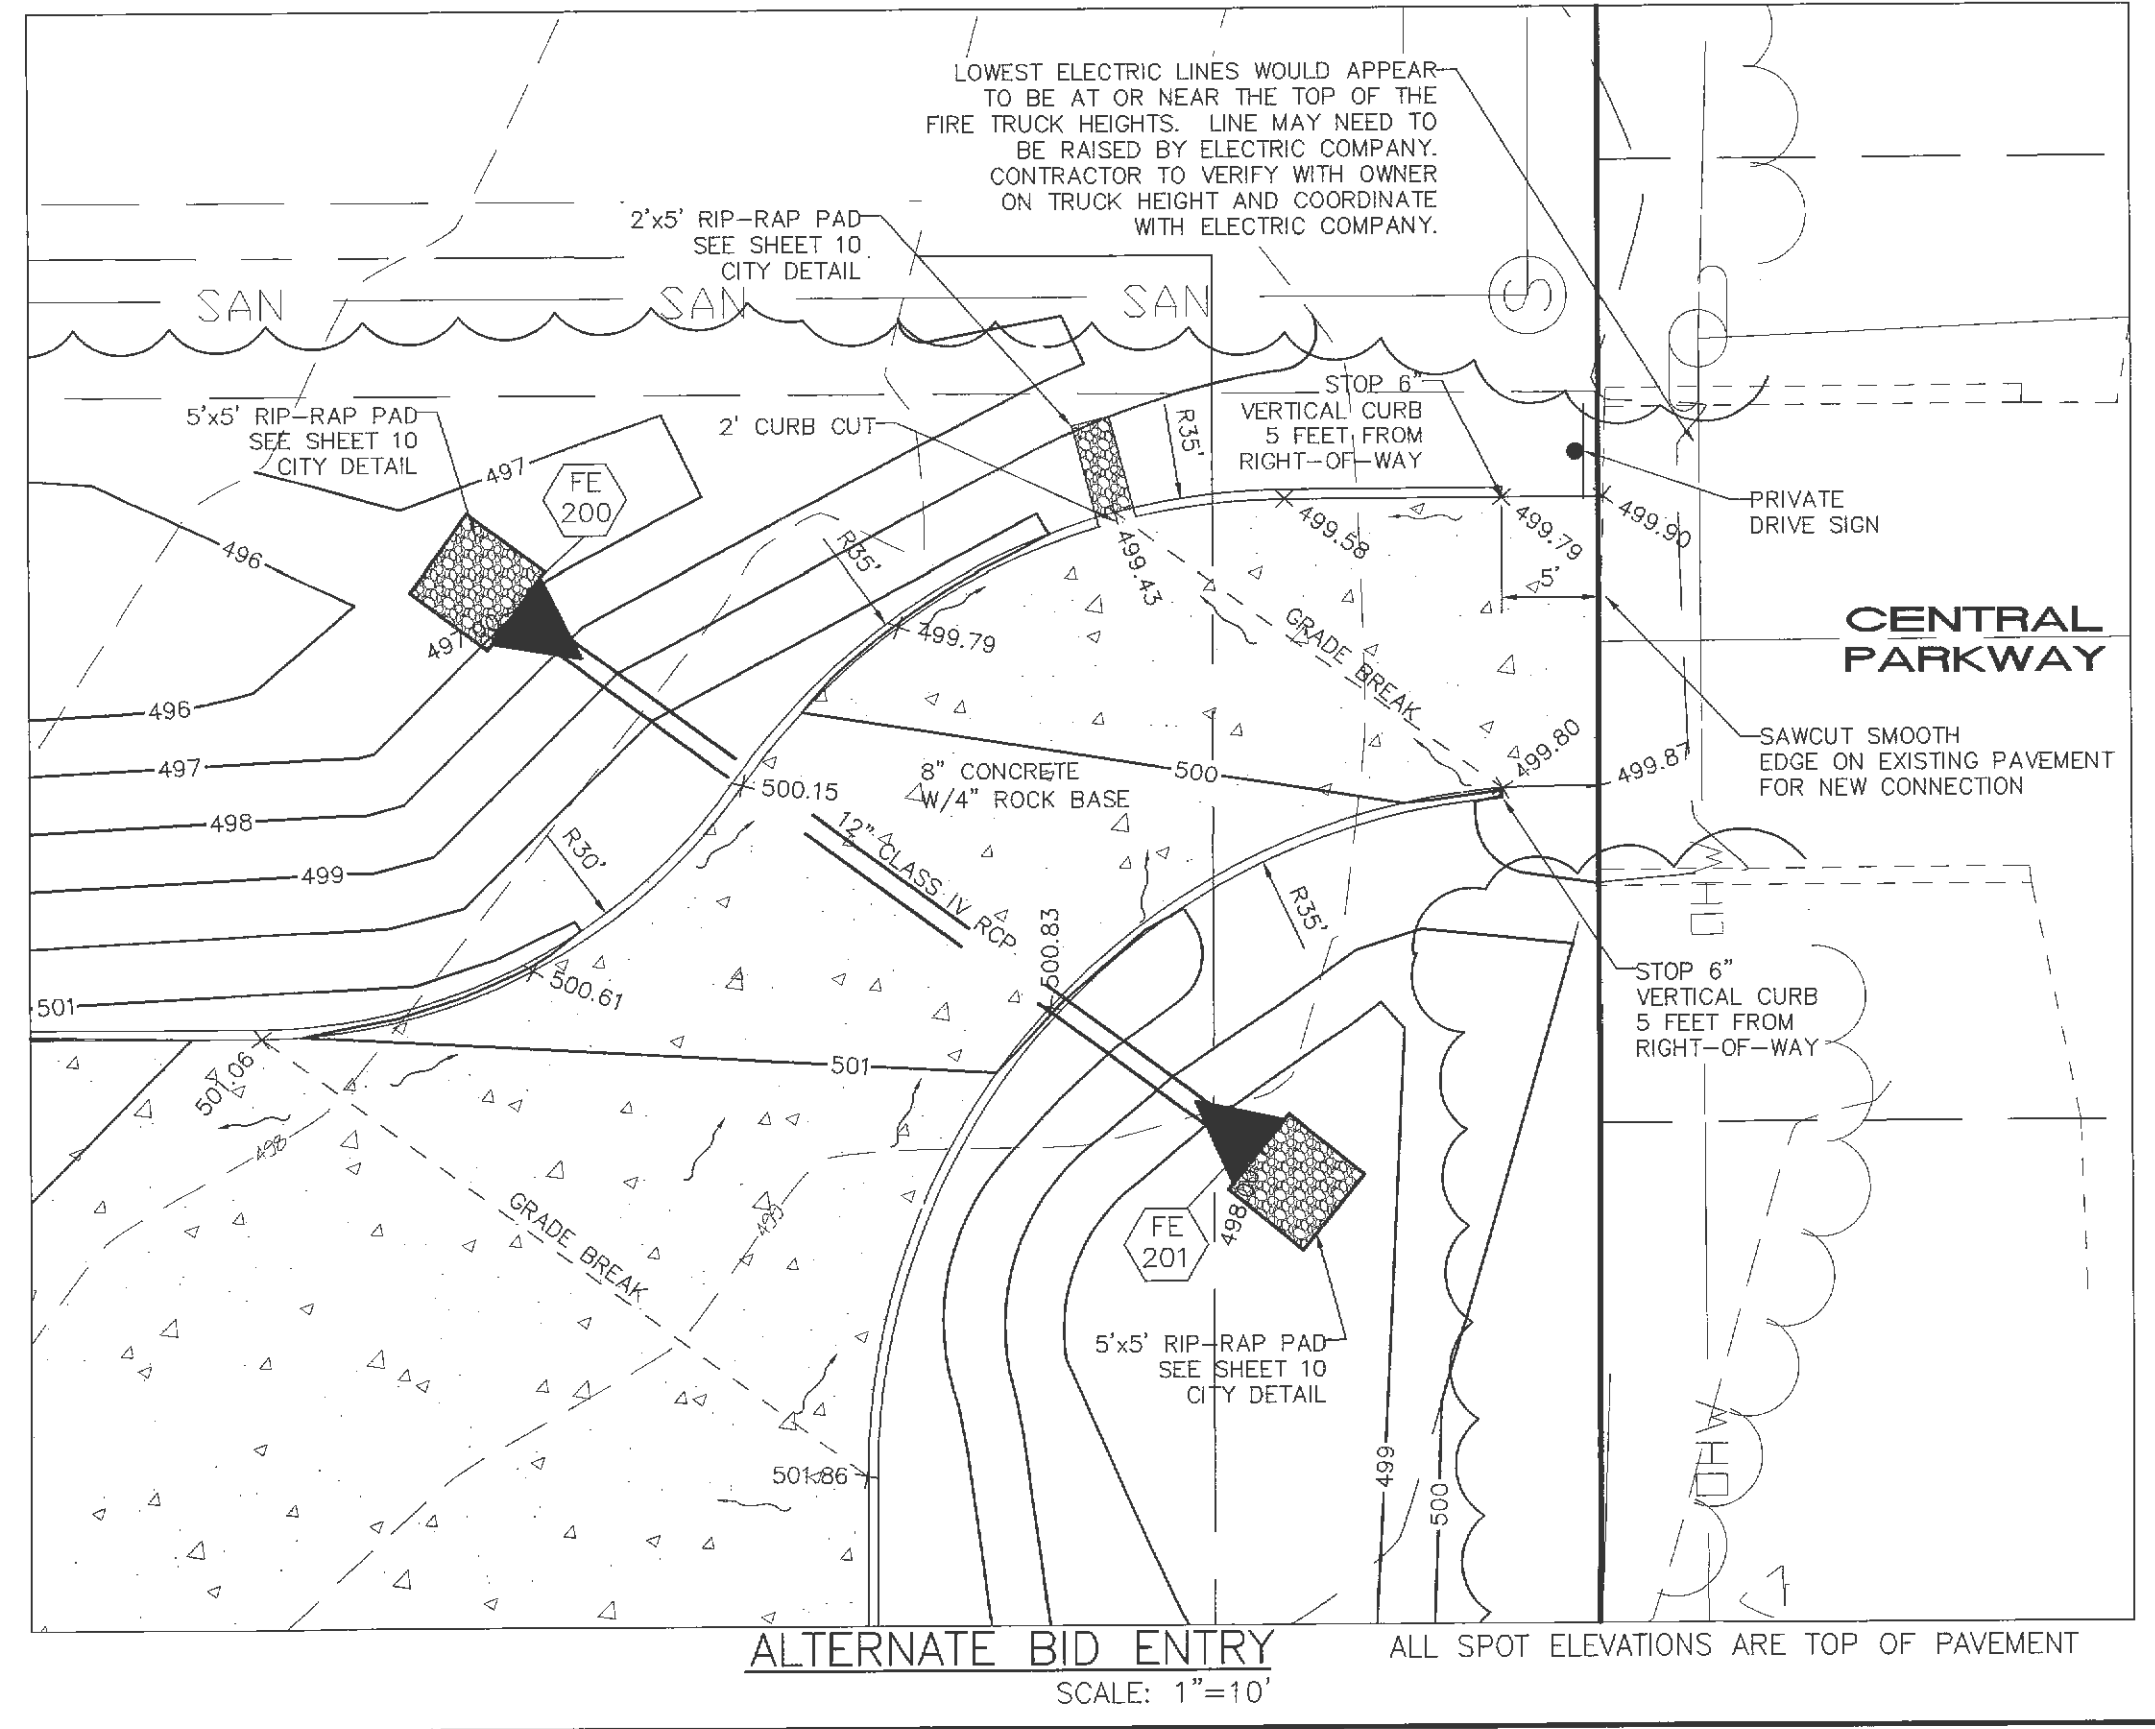 LOWEST ELECTRIC LINES WOULD APPEAR
TO BE AT OR NEAR THE TOP OF THE
FIRE TRUCK HEIGHTS. LINE MAY NEED TO
BE RAISED BY ELECTRIC COMPANY.
CONTRACTOR TO VERIFY WITH OWNER
ON TRUCK HEIGHT AND COORDINATE
WITH ELECTRIC COMPANY.
2'x5' RIP-RAP PAD
SEE SHEET 10
CITY DETAIL
SAN
SAN
SAN
S
5'x5' RIP-RAP PAD
SEE SHEET 10
CITY DETAIL
2' CURB CUT
STOP 6"
VERTICAL CURB
5 FEET FROM
RIGHT-OF-WAY
R35'
497
FE
200
PRIVATE
DRIVE SIGN
499.58
499.79
499.90
496
R35'
499.43
5'
497
499.79
GRADE BREAK
CENTRAL
PARKWAY
496
497
500.15
8" CONCRETE
W/4" ROCK BASE
500
499.80
499.87
SAWCUT SMOOTH
EDGE ON EXISTING PAVEMENT
FOR NEW CONNECTION
498
12" CLASS IV RCP
R30'
499
R35'
OHW
500.83
500.61
501
STOP 6"
VERTICAL CURB
5 FEET FROM
RIGHT-OF-WAY
501
501.06
498
GRADE BREAK
499
FE
201
498
5'x5' RIP-RAP PAD
SEE SHEET 10
CITY DETAIL
501.86
499
500
OHW
ALTERNATE BID ENTRY
SCALE: 1"=10'
ALL SPOT ELEVATIONS ARE TOP OF PAVEMENT